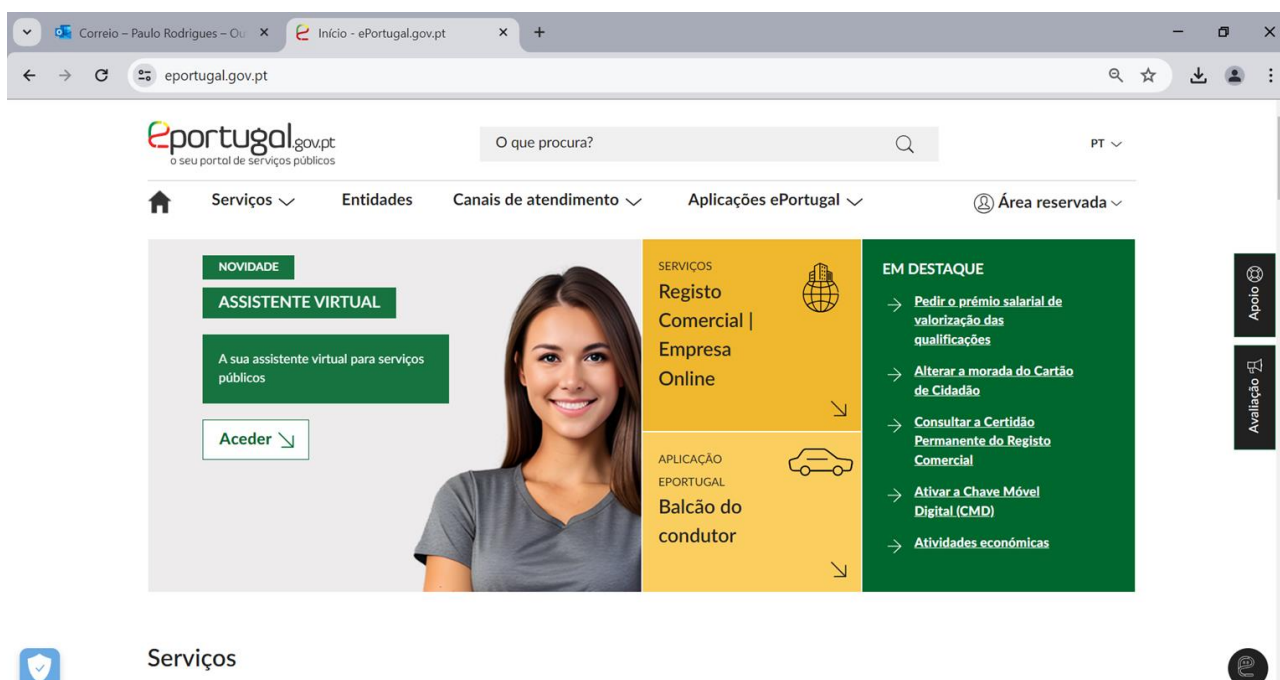 Correio – Paulo Rodrigues – Ou
Início - ePortugal.gov.pt
eportugal.gov.pt
eportugal.gov.pt
o seu portal de serviços públicos
O que procura?
PT
Serviços
Entidades
Canais de atendimento
Aplicações ePortugal
Área reservada
NOVIDADE
ASSISTENTE VIRTUAL
A sua assistente virtual para serviços
públicos
Aceder
SERVIÇOS
Registo
Comercial |
Empresa
Online
APLICAÇÃO
EPORTUGAL
Balcão do
condutor
EM DESTAQUE
Pedir o prémio salarial de
valorização das
qualificações
Alterar a morada do Cartão
de Cidadão
Consultar a Certidão
Permanente do Registo
Comercial
Ativar a Chave Móvel
Digital (CMD)
Atividades económicas
Apoio
Avaliação
Serviços